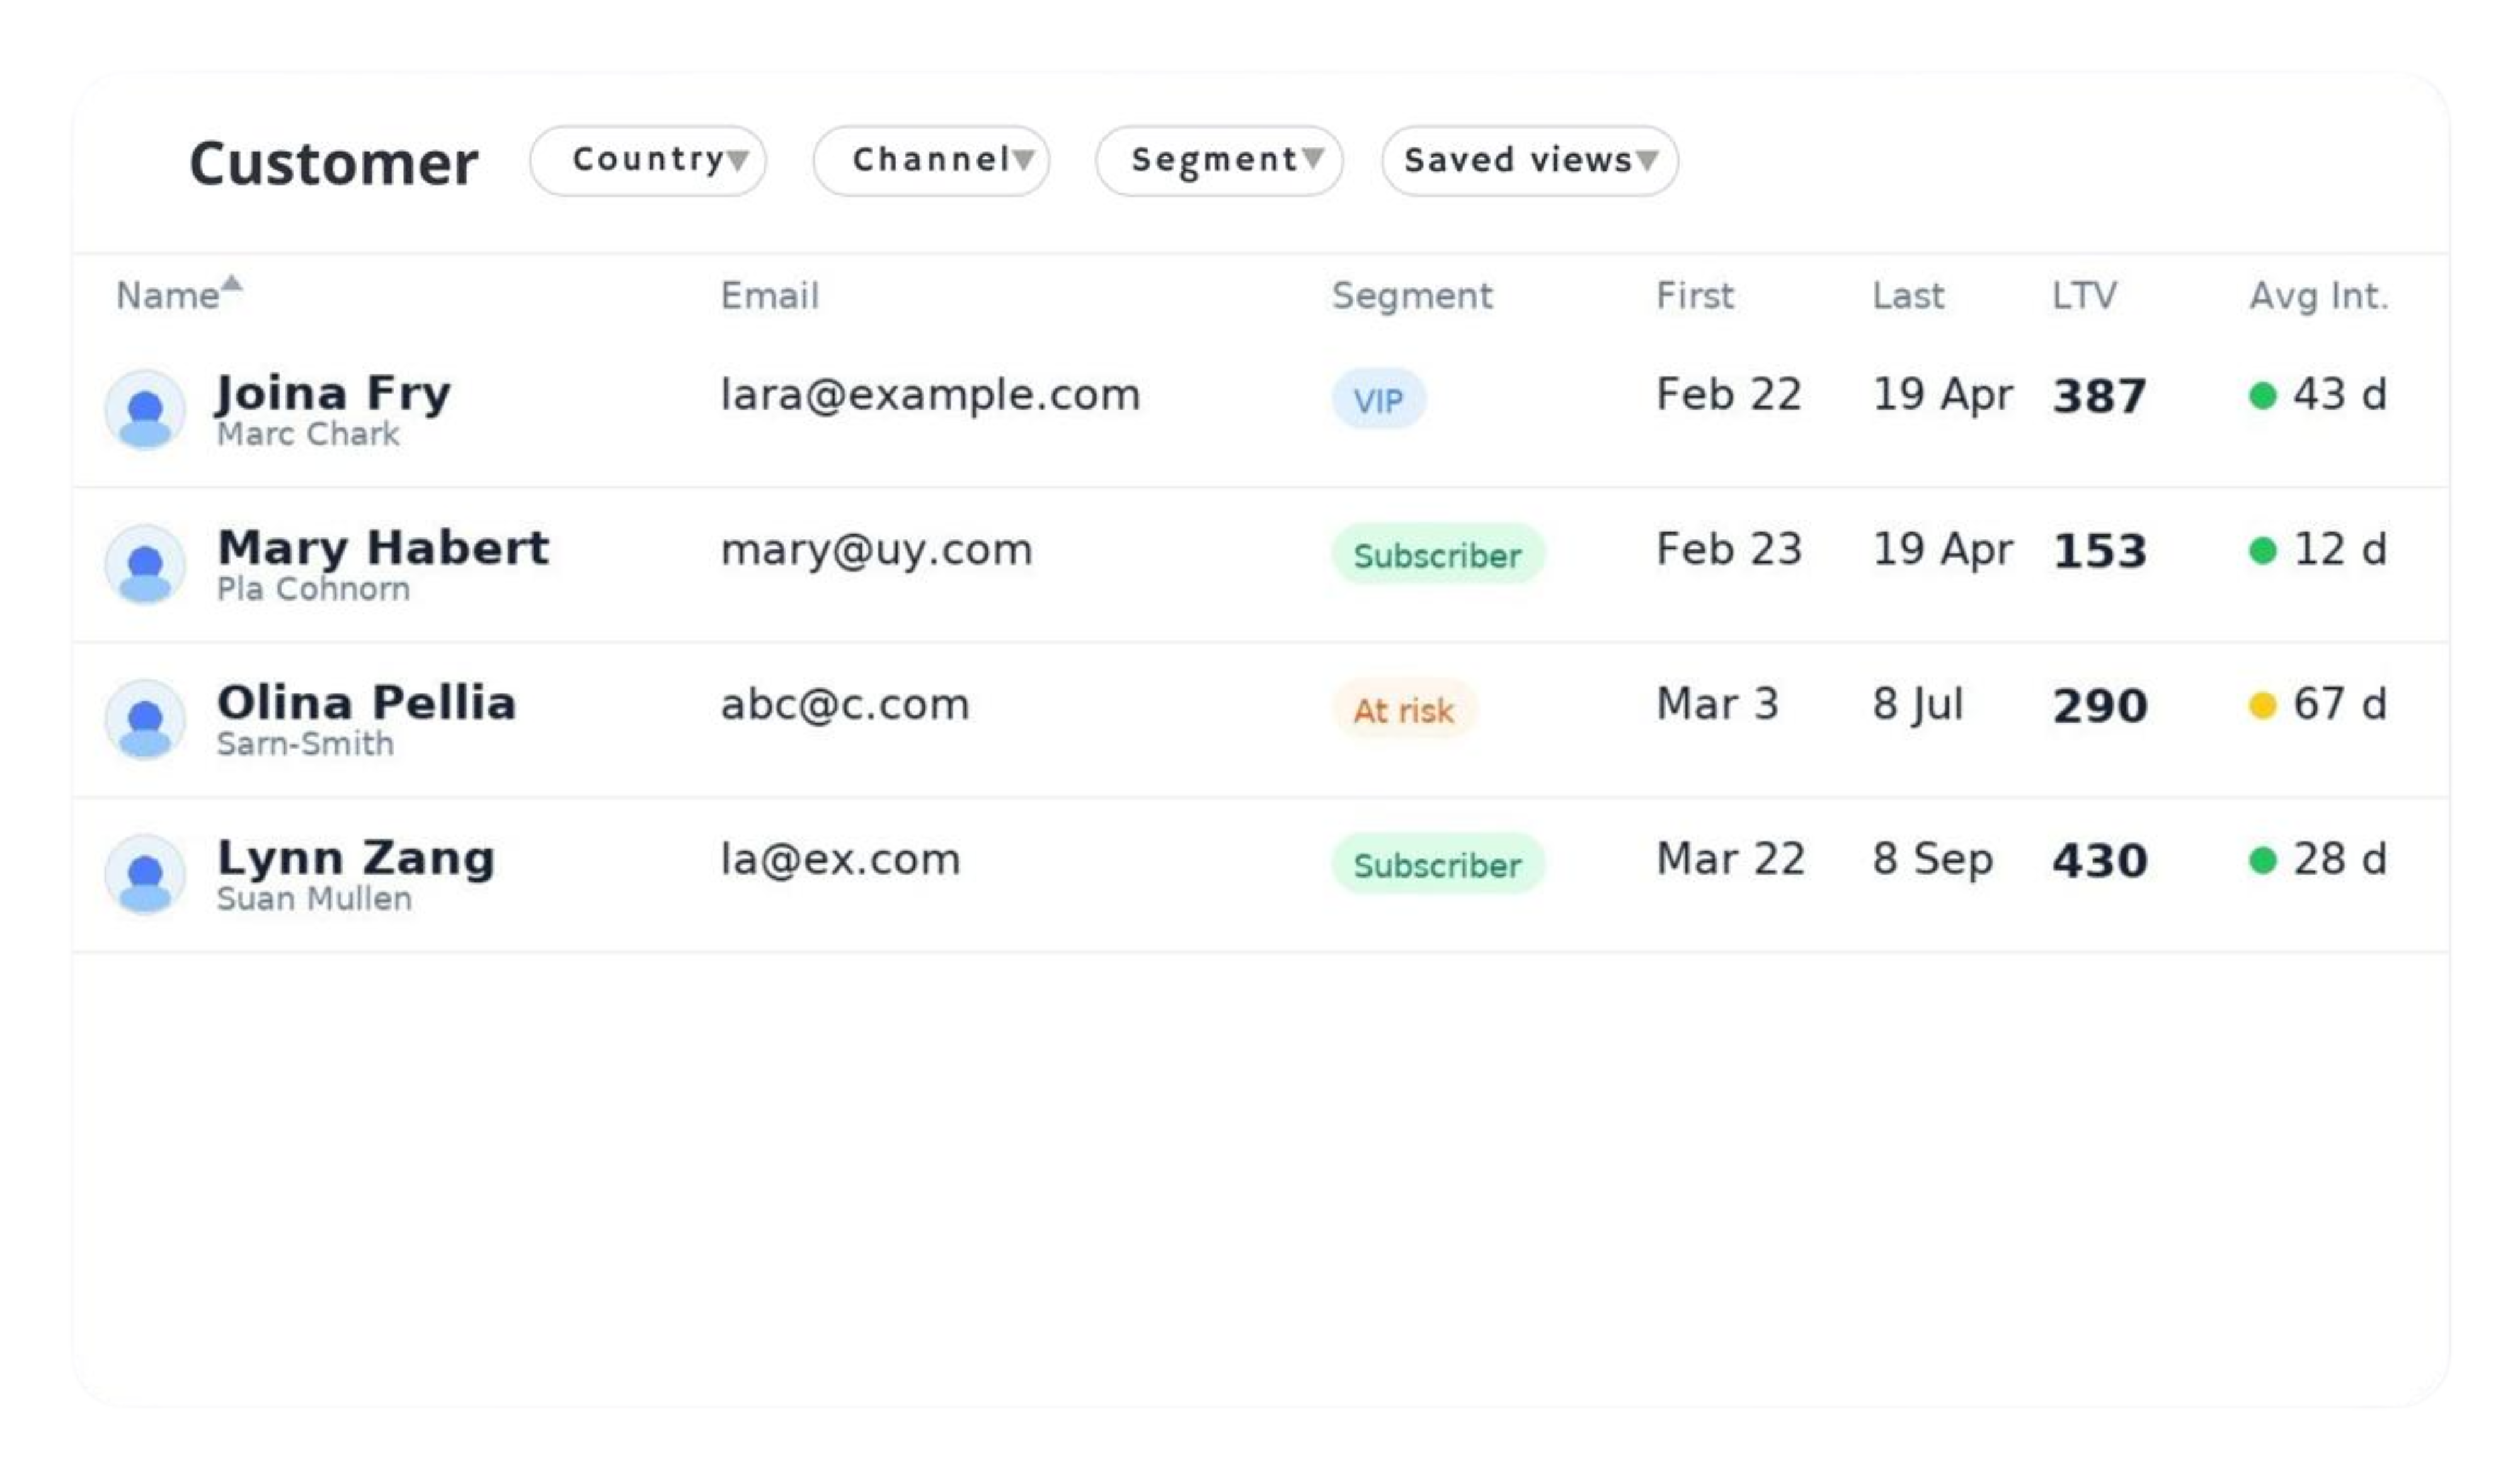 Customer Country Channel Segment Saved views
Name Email Segment First Last LTV Avg Int.
Joina Fry lara@example.com VIP Feb 22 19 Apr 387 43 d
Marc Chark
Mary Habert mary@uy.com Subscriber Feb 23 19 Apr 153 12 d
Pla Cohnorn
Olina Pellia abc@c.com At risk Mar 3 8 Jul 290 67 d
Sarn-Smith
Lynn Zang la@ex.com Subscriber Mar 22 8 Sep 430 28 d
Suan Mullen